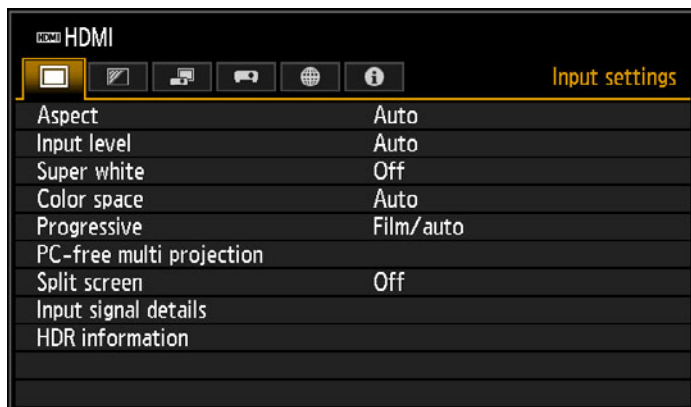 HDMI HDMI
Input settings
Aspect Auto
Input level Auto
Super white Off
Color space Auto
Progressive Film/auto
PC-free multi projection
Split screen Off
Input signal details
HDR information